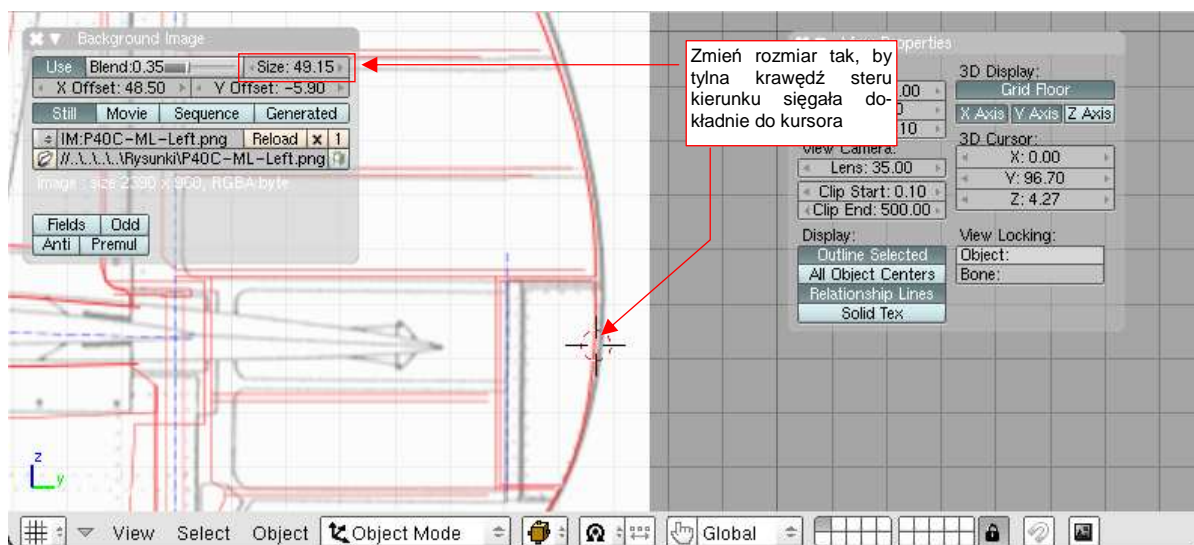 Background Image
Use Blend:0.35 Size: 49.15
X Offset: 48.50 Y Offset: -5.90
Still Movie Sequence Generated
IM:P40C-ML-Left.png Reload x 1
//..\..\..\..\Rysunki\P40C-ML-Left.png
Image : size 2390 x 960, RGBA byte
Fields Odd
Anti Premul
Zmień rozmiar tak, by
tylna krawędź steru
kierunku sięgała do-
kładnie do kursora
Properties
.00
0
10
View Camera:
Lens: 35.00
Clip Start: 0.10
Clip End: 500.00
Display:
Outline Selected
All Object Centers
Relationship Lines
Solid Tex
3D Display:
Grid Floor
X Axis Y Axis Z Axis
3D Cursor:
X: 0.00
Y: 96.70
Z: 4.27
View Locking:
Object:
Bone:
z
y
View Select Object Object Mode Global